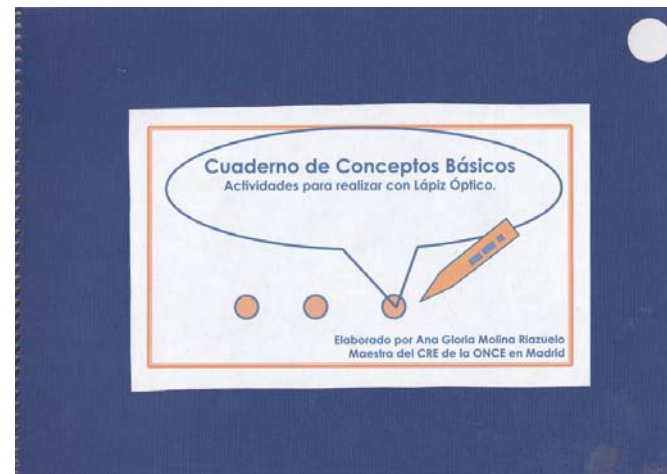 Cuaderno de Conceptos Básicos
Actividades para realizar con Lápiz Óptico.
Elaborado por Ana Gloria Molina Riazuelo
Maestra del CRE de la ONCE en Madrid